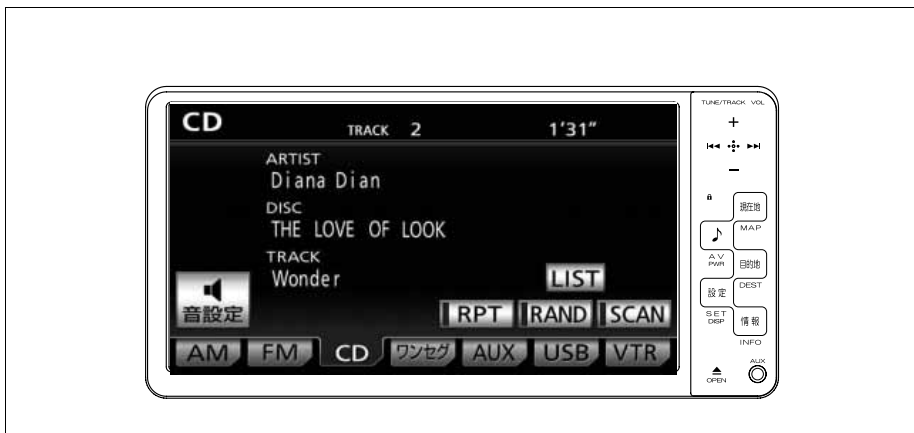 CD TRACK 2 1'31"
ARTIST
Diana Dian
DISC
THE LOVE OF LOOK
TRACK
Wonder
LIST
音設定
RPT RAND SCAN
AM FM CD ワンセグ AUX USB VTR
TUNE/TRACK VOL
+
−
現在地
MAP
♪
AV
PWR
目的地
DEST
設定
SET
DISP
情報
INFO
OPEN
AUX